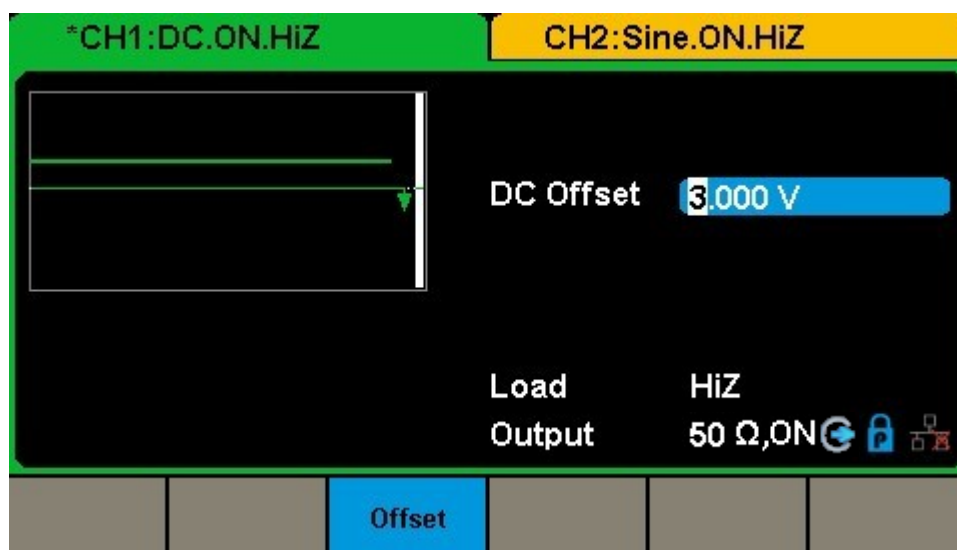 *CH1:DC.ON.HiZ
CH2:Sine.ON.HiZ
DC Offset 3.000 V
Load HiZ
Output 50 Ω,ON
P
Offset